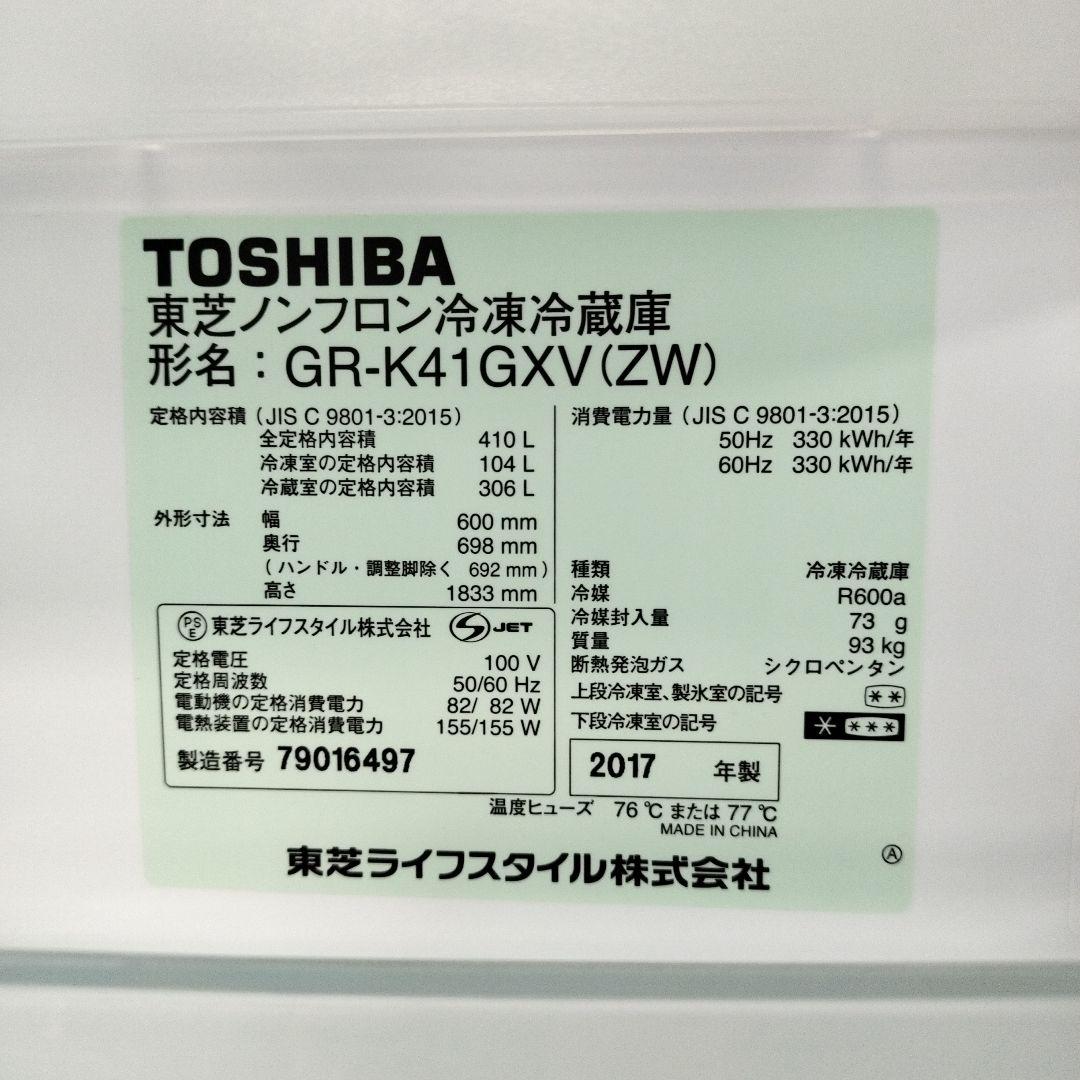 TOSHIBA
東芝ノンフロン冷凍冷蔵庫
形名：GR-K41GXV(ZW)
定格内容積（JIS C 9801-3:2015）
全定格内容積 410 L
冷凍室の定格内容積 104 L
冷蔵室の定格内容積 306 L
外形寸法 幅 600 mm
奥行 698 mm
（ハンドル・調整脚除く 692 mm）
高さ 1833 mm
PSE 東芝ライフスタイル株式会社 JET
定格電圧 100 V
定格周波数 50/60 Hz
電動機の定格消費電力 82/ 82 W
電熱装置の定格消費電力 155/155 W
製造番号 79016497
消費電力量（JIS C 9801-3:2015）
50Hz 330 kWh/年
60Hz 330 kWh/年
種類 冷凍冷蔵庫
冷媒 R600a
冷媒封入量 73 g
質量 93 kg
断熱発泡ガス シクロペンタン
上段冷凍室、製氷室の記号 **
下段冷凍室の記号 * ***
2017 年製
温度ヒューズ 76 ℃ または 77 ℃
MADE IN CHINA
東芝ライフスタイル株式会社
Ⓐ